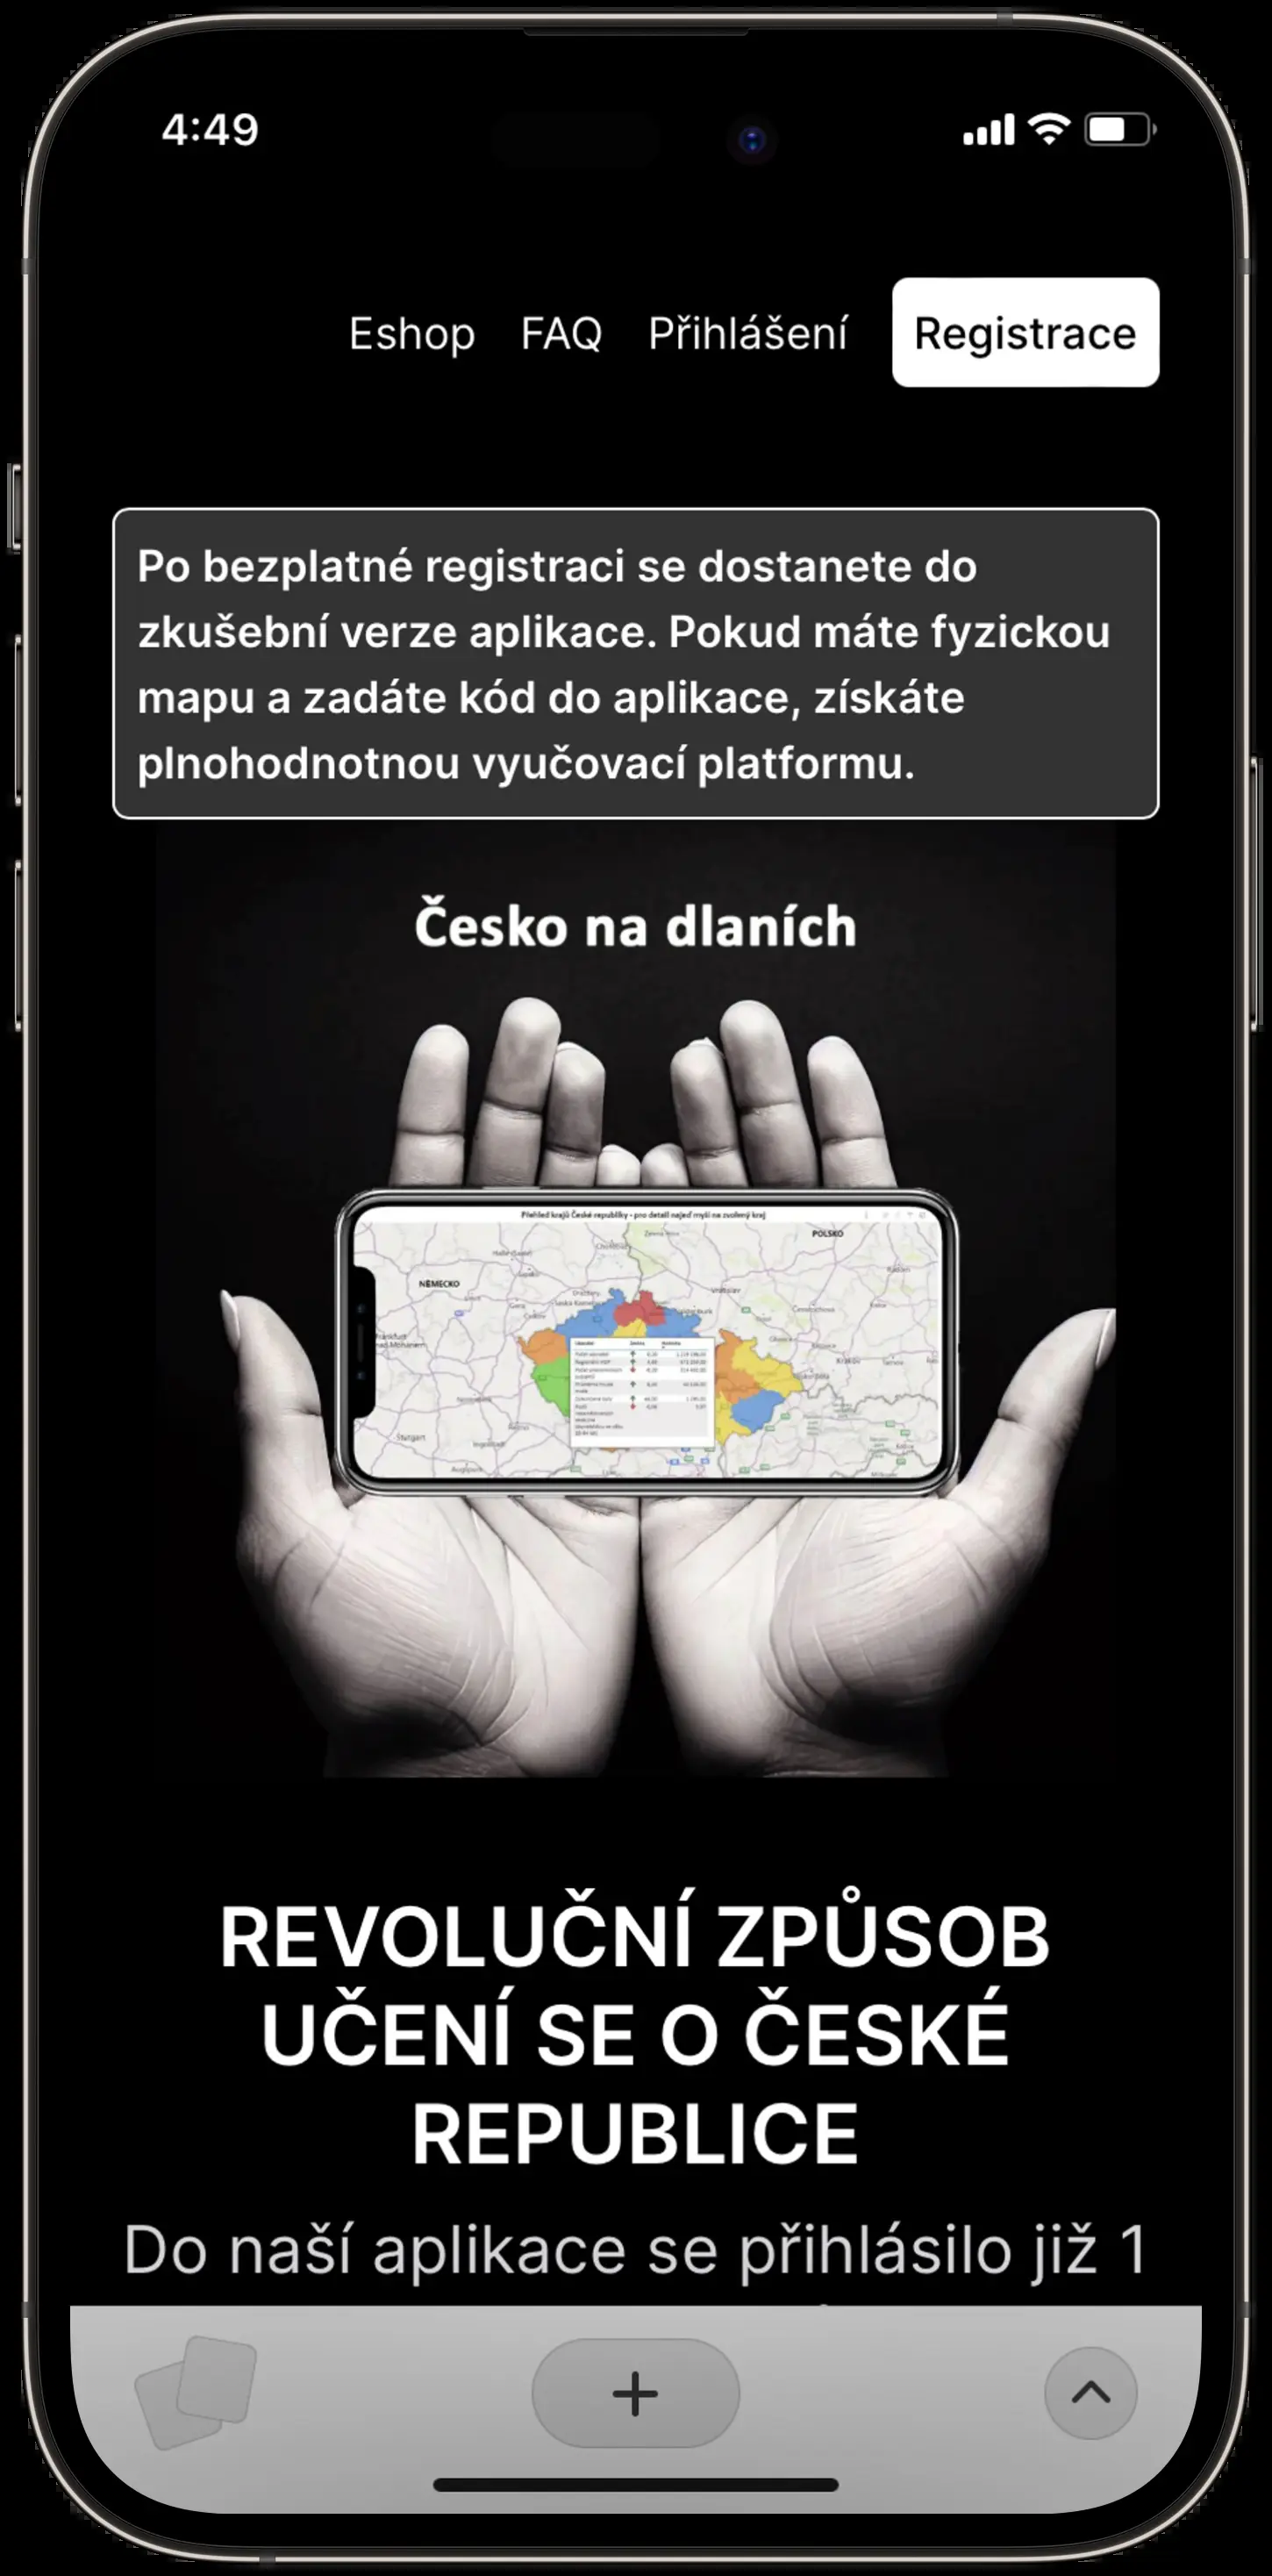 4:49
Eshop FAQ Přihlášení Registrace
Po bezplatné registraci se dostanete do
zkušební verze aplikace. Pokud máte fyzickou
mapu a zadáte kód do aplikace, získáte
plnohodnotnou vyučovací platformu.
Česko na dlaních
Přehled krajů České republiky - pro detail najeď myší na zvolený kraj
POLSKO
NĚMECKO
Stuttgart
REVOLUČNÍ ZPŮSOB
UČENÍ SE O ČESKÉ
REPUBLICE
Do naší aplikace se přihlásilo již 1